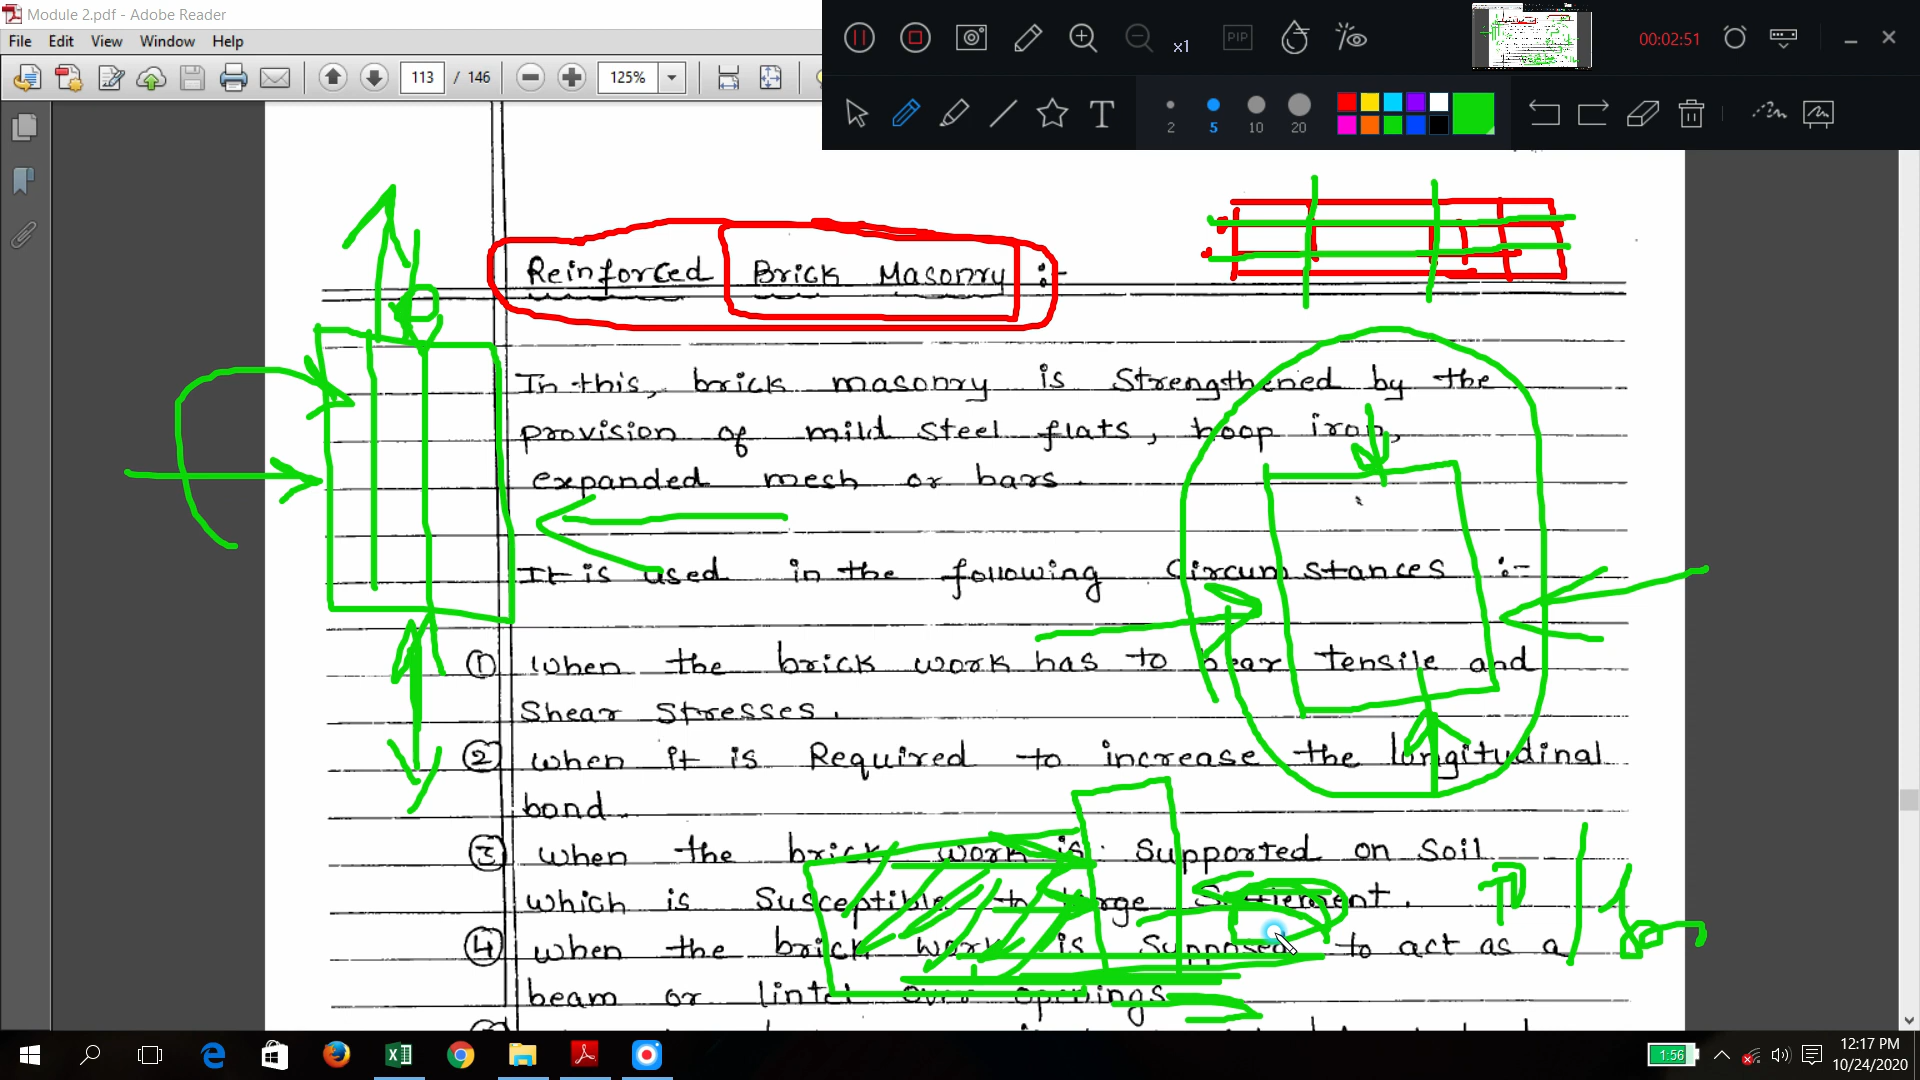 Module 2.pdf - Adobe Reader
File Edit View Window Help
113 / 146 125%
x1 PIP 00:02:51
T 2 5 10 20
Reinforced Brick Masonry :-
In this, brick masonry is Strengthened by the
provision of mild steel flats, hoop iron,
expanded mesh or bars.
It is used in the following Circumstances :-
① When the brick work has to bear tensile and
Shear Stresses.
② When it is Required to increase the longitudinal
bond.
③ When the brick work is Supported on Soil
which is Susceptible to large Settlement.
④ When the brick work is Supposed to act as a
beam or lintel over openings
1:56
12:17 PM
10/24/2020